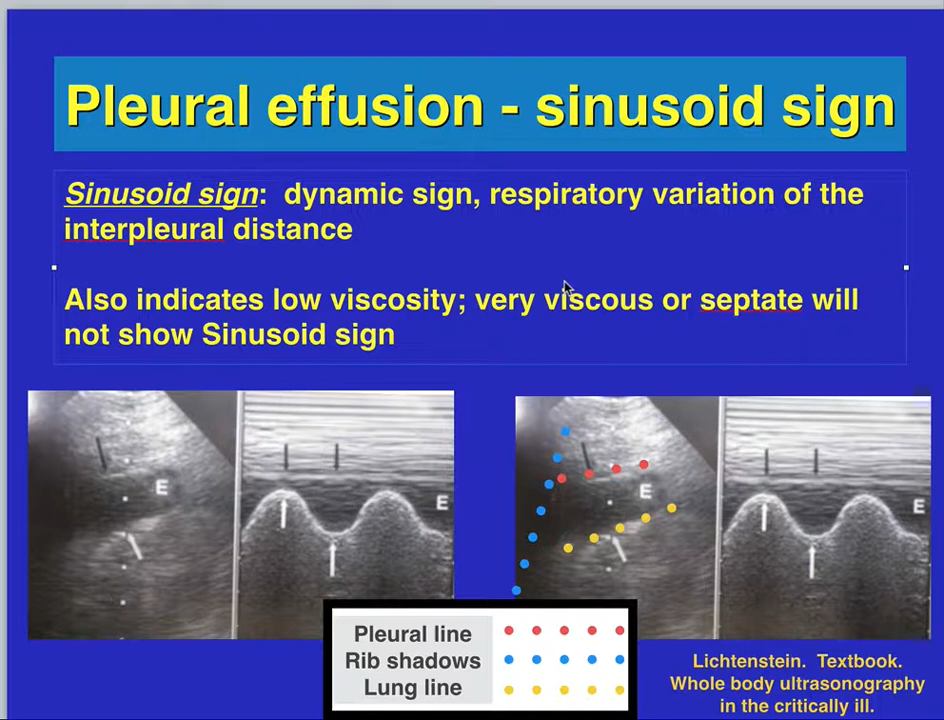 Pleural effusion - sinusoid sign
Sinusoid sign:  dynamic sign, respiratory variation of the
interpleural distance
Also indicates low viscosity; very viscous or septate will
not show Sinusoid sign
E
E
E
E
Pleural line
Rib shadows
Lung line
Lichtenstein.  Textbook.
Whole body ultrasonography
in the critically ill.